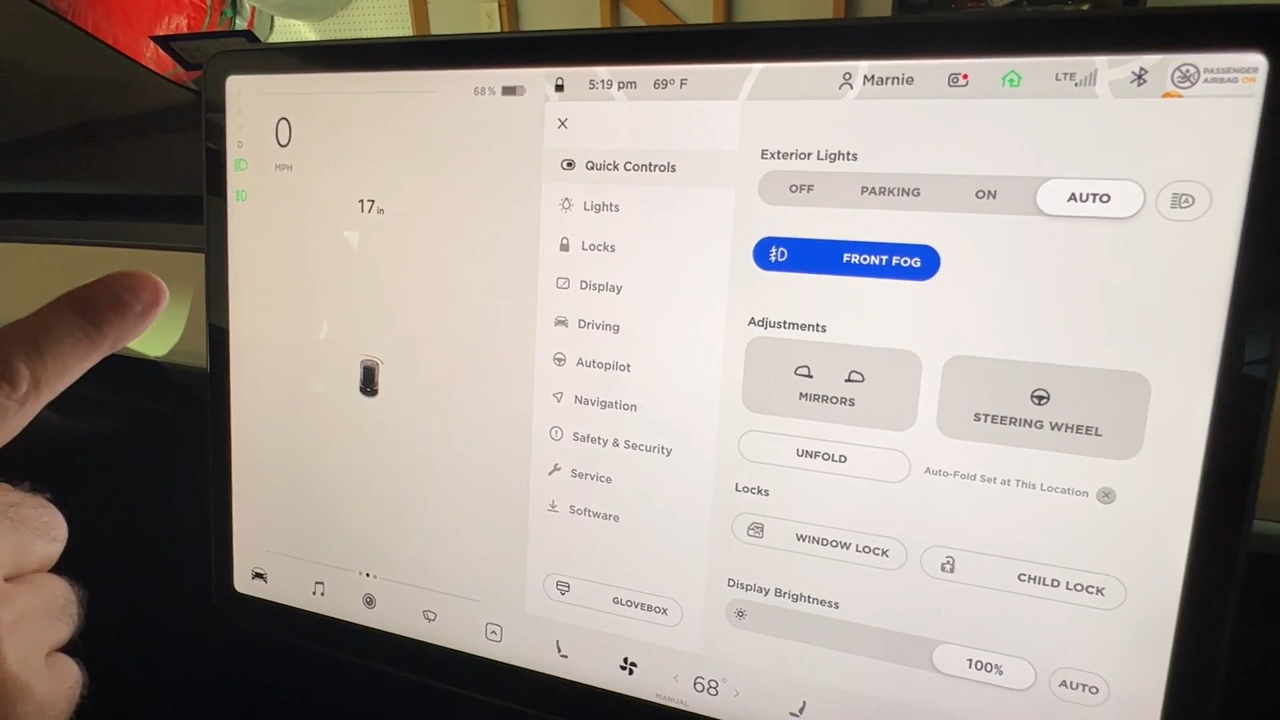 68%
5:19 pm 69° F
Marnie
LTE
PASSENGER
AIRBAG ON
D
0
MPH
17 in
Quick Controls
Lights
Locks
Display
Driving
Autopilot
Navigation
Safety & Security
Service
Software
GLOVEBOX
Exterior Lights
OFF PARKING ON AUTO
FRONT FOG
Adjustments
MIRRORS
STEERING WHEEL
UNFOLD
Auto-Fold Set at This Location
Locks
WINDOW LOCK
CHILD LOCK
Display Brightness
100%
AUTO
68°
MANUAL